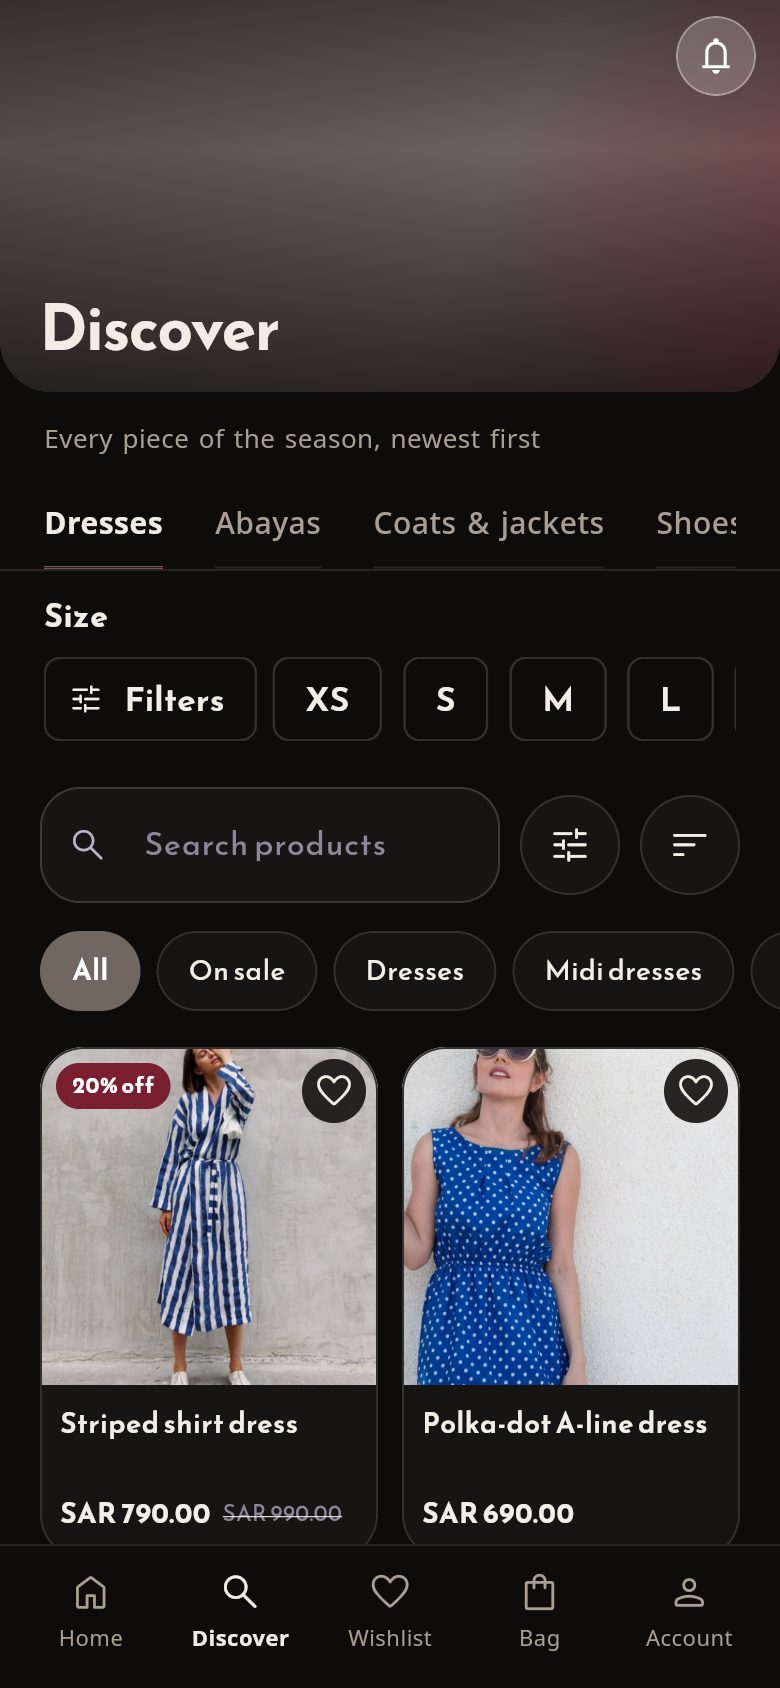 Discover
Every piece of the season, newest first
Dresses Abayas Coats & jackets Shoes
Size
Filters XS S M L
Search products
All On sale Dresses Midi dresses
20% off
Striped shirt dress Polka-dot A-line dress
SAR 790.00 SAR 990.00 SAR 690.00
Home Discover Wishlist Bag Account